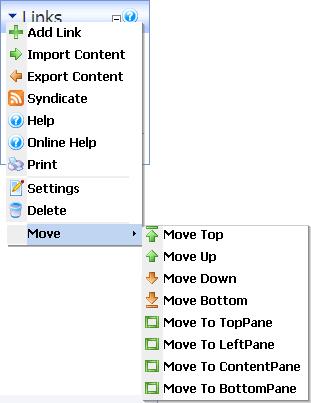 Links
Add Link
Import Content
Export Content
Syndicate
Help
Online Help
Print
Settings
Delete
Move
Move Top
Move Up
Move Down
Move Bottom
Move To TopPane
Move To LeftPane
Move To ContentPane
Move To BottomPane